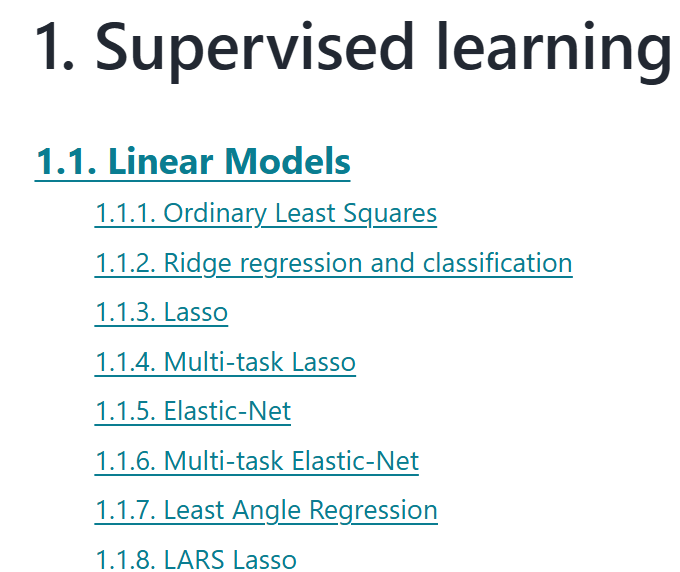 1. Supervised learning
1.1. Linear Models
1.1.1. Ordinary Least Squares
1.1.2. Ridge regression and classification
1.1.3. Lasso
1.1.4. Multi-task Lasso
1.1.5. Elastic-Net
1.1.6. Multi-task Elastic-Net
1.1.7. Least Angle Regression
1.1.8. LARS Lasso